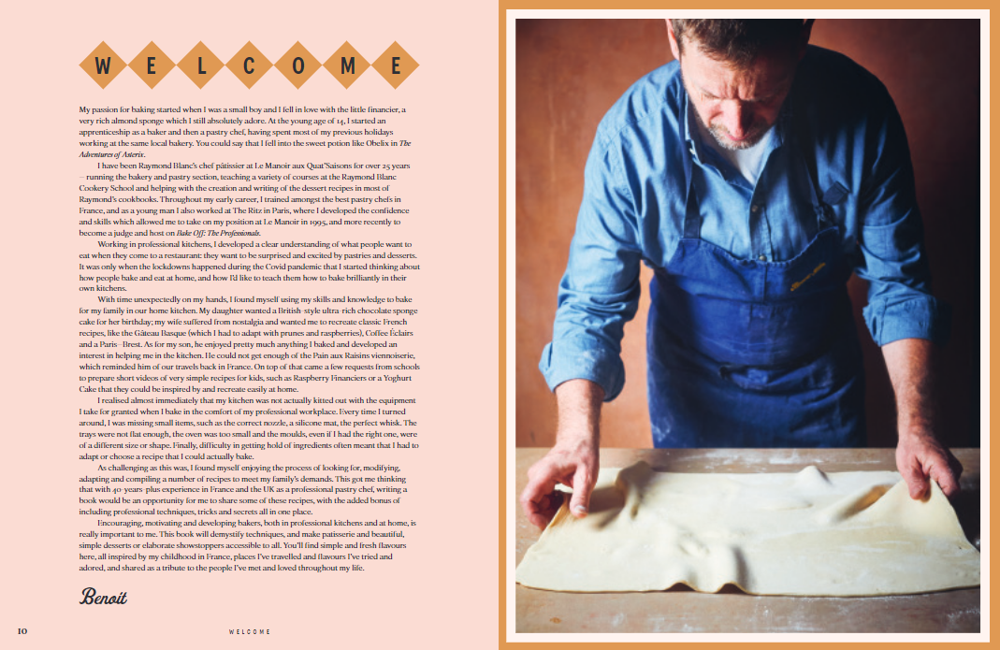 WELCOME
My passion for baking started when I was a small boy and I fell in love with the little financier, a
very rich almond sponge which I still absolutely adore. At the young age of 14, I started an
apprenticeship as a baker and then a pastry chef, having spent most of my previous holidays
working at the same local bakery. You could say that I fell into the sweet potion like Obelix in The
Adventures of Asterix.
I have been Raymond Blanc's chef pâtissier at Le Manoir aux Quat'Saisons for over 25 years
– running the bakery and pastry section, teaching a variety of courses at the Raymond Blanc
Cookery School and helping with the creation and writing of the dessert recipes in most of
Raymond's cookbooks. Throughout my early career, I trained amongst the best pastry chefs in
France, and as a young man I also worked at The Ritz in Paris, where I developed the confidence
and skills which allowed me to take on my position at Le Manoir in 1995, and more recently to
become a judge and host on Bake Off: The Professionals.
Working in professional kitchens, I developed a clear understanding of what people want to
eat when they come to a restaurant: they want to be surprised and excited by pastries and desserts.
It was only when the lockdowns happened during the Covid pandemic that I started thinking about
how people bake and eat at home, and how I'd like to teach them how to bake brilliantly in their
own kitchens.
With time unexpectedly on my hands, I found myself using my skills and knowledge to bake
for my family in our home kitchen. My daughter wanted a British-style ultra-rich chocolate sponge
cake for her birthday; my wife suffered from nostalgia and wanted me to recreate classic French
recipes, like the Gâteau Basque (which I had to adapt with prunes and raspberries), Coffee Éclairs
and a Paris–Brest. As for my son, he enjoyed pretty much anything I baked and developed an
interest in helping me in the kitchen. He could not get enough of the Pain aux Raisins viennoiserie,
which reminded him of our travels back in France. On top of that came a few requests from schools
to prepare short videos of very simple recipes for kids, such as Raspberry Financiers or a Yoghurt
Cake that they could be inspired by and recreate easily at home.
I realised almost immediately that my kitchen was not actually kitted out with the equipment
I take for granted when I bake in the comfort of my professional workplace. Every time I turned
around, I was missing small items, such as the correct nozzle, a silicone mat, the perfect whisk. The
trays were not flat enough, the oven was too small and the moulds, even if I had the right one, were
of a different size or shape. Finally, difficulty in getting hold of ingredients often meant that I had to
adapt or choose a recipe that I could actually bake.
As challenging as this was, I found myself enjoying the process of looking for, modifying,
adapting and compiling a number of recipes to meet my family's demands. This got me thinking
that with 40-years-plus experience in France and the UK as a professional pastry chef, writing a
book would be an opportunity for me to share some of these recipes, with the added bonus of
including professional techniques, tricks and secrets all in one place.
Encouraging, motivating and developing bakers, both in professional kitchens and at home, is
really important to me. This book will demystify techniques, and make patisserie and beautiful,
simple desserts or elaborate showstoppers accessible to all. You'll find simple and fresh flavours
here, all inspired by my childhood in France, places I've travelled and flavours I've tried and
adored, and shared as a tribute to the people I've met and loved throughout my life.
Benoit
10
WELCOME